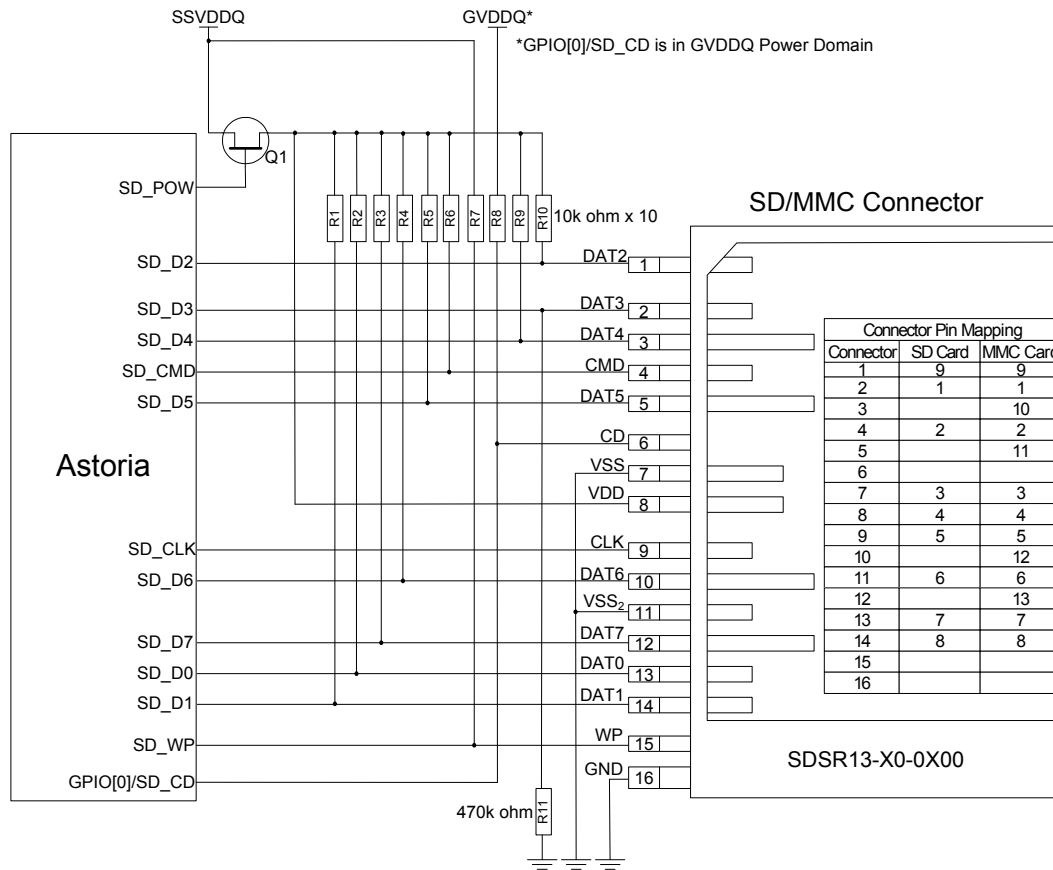 SSVDDQ
GVDDQ*
*GPIO[0]/SD_CD is in GVDDQ Power Domain
Q1
SD_POW
R1 R2 R3 R4 R5 R6 R7 R8 R9 R10
10k ohm x 10
SD/MMC Connector
SD_D2 DAT2 1
SD_D3 DAT3 2
SD_D4 DAT4 3
SD_CMD CMD 4
SD_D5 DAT5 5
CD 6
Astoria
VSS 7
VDD 8
SD_CLK CLK 9
SD_D6 DAT6 10
VSS₂ 11
SD_D7 DAT7 12
SD_D0 DAT0 13
SD_D1 DAT1 14
SD_WP WP 15
GPIO[0]/SD_CD
GND 16
470k ohm R11
Connector Pin Mapping
Connector SD Card MMC Card
1 9 9
2 1 1
3 10
4 2 2
5 11
6
7 3 3
8 4 4
9 5 5
10 12
11 6 6
12 13
13 7 7
14 8 8
15
16
SDSR13-X0-0X00